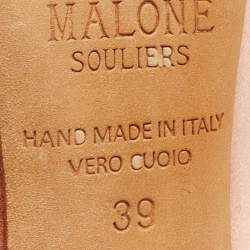 MALONE
SOULIERS
HAND MADE IN ITALY
VERO CUOIO
39